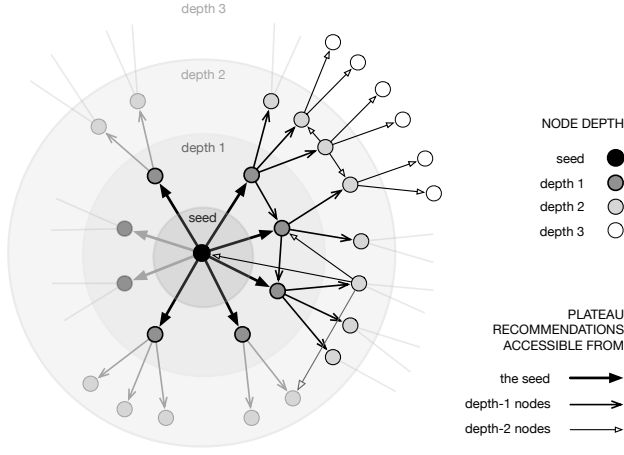 depth 3
depth 2
depth 1
seed
NODE DEPTH
seed
depth 1
depth 2
depth 3
PLATEAU
RECOMMENDATIONS
ACCESSIBLE FROM
the seed
depth-1 nodes
depth-2 nodes